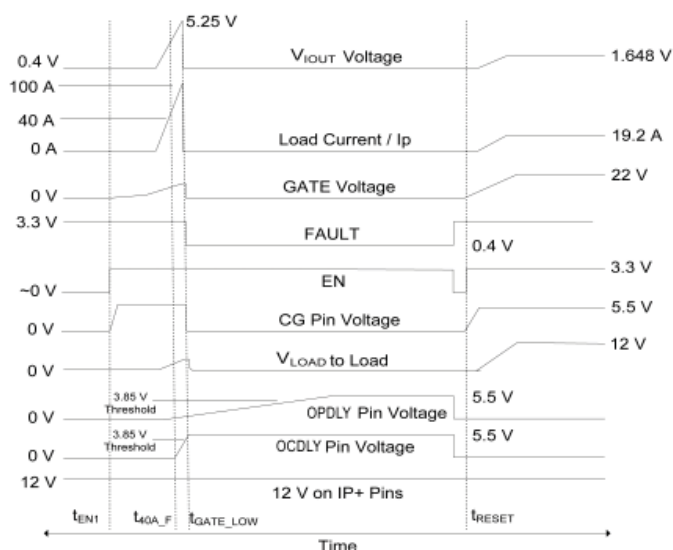 5.25 V
0.4 V
VIOUT Voltage
1.648 V
100 A
40 A
0 A
Load Current / Ip
19.2 A
0 V
GATE Voltage
22 V
3.3 V
FAULT
0.4 V
~0 V
EN
3.3 V
0 V
CG Pin Voltage
5.5 V
0 V
VLOAD to Load
12 V
3.85 V
Threshold
0 V
OPDLY Pin Voltage
5.5 V
3.85 V
Threshold
0 V
OCDLY Pin Voltage
5.5 V
12 V
12 V on IP+ Pins
tEN1
t40A_F
tGATE_LOW
tRESET
Time